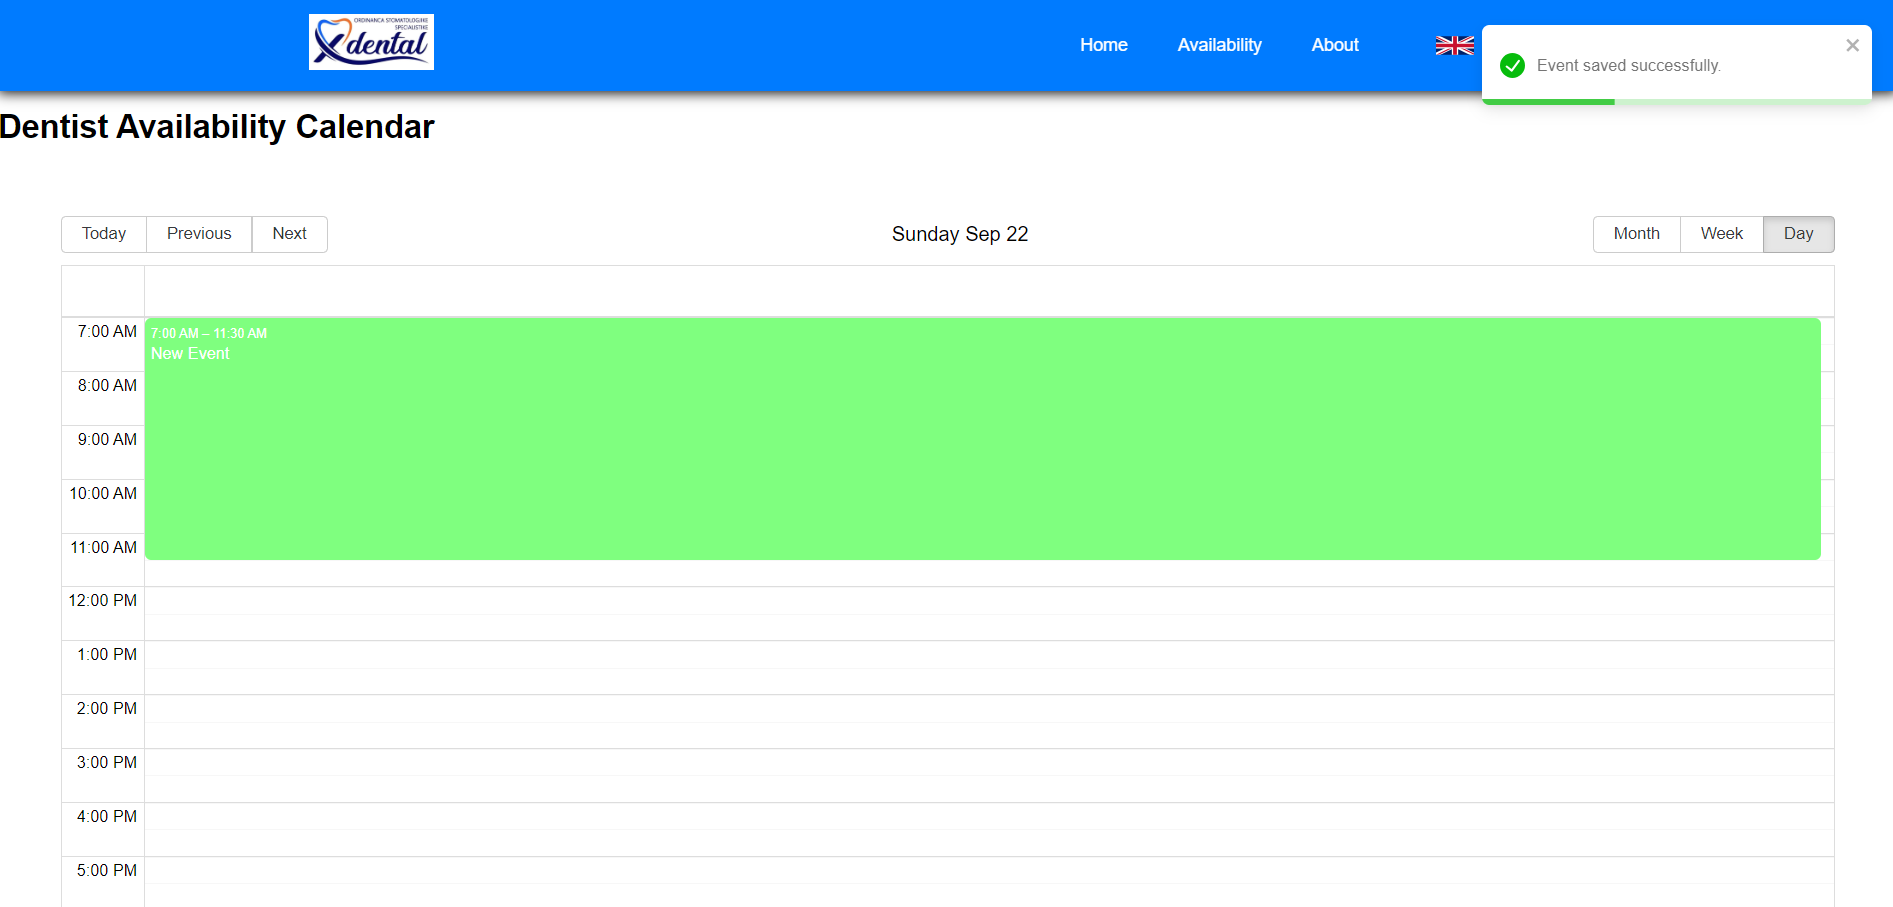 ORDINANCA STOMATOLOGJIKE
SPECIALISTIKE
Xdental
Home
Availability
About
Event saved successfully.
Dentist Availability Calendar
Today
Previous
Next
Sunday Sep 22
Month
Week
Day
7:00 AM
7:00 AM – 11:30 AM
New Event
8:00 AM
9:00 AM
10:00 AM
11:00 AM
12:00 PM
1:00 PM
2:00 PM
3:00 PM
4:00 PM
5:00 PM